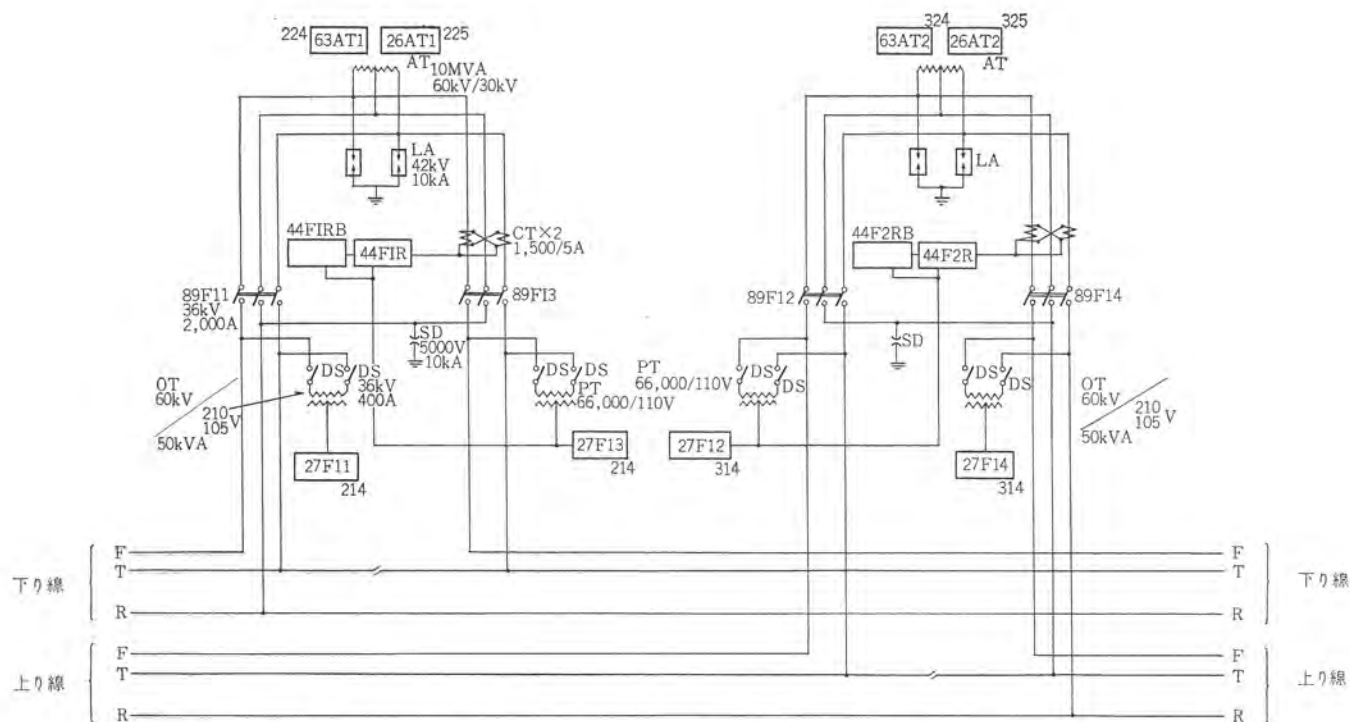 224 63AT1 26AT1 225
AT 10MVA
60kV/30kV
LA
42kV
10kA
44FIRB
44FIR
CT×2
1,500/5A
89F11
36kV
2,000A
89FI3
SD
5000V
10kA
DS DS
36kV
400A
OT
60kV
50kVA
210
105 V
27F11
214
DS DS
PT
66,000/110V
27F13
214
324 325
63AT2 26AT2
AT
LA
44F2RB
44F2R
89F12
89F14
SD
PT
66,000/110V
DS
DS
27F12
314
DS
DS
27F14
314
OT
60kV
50kVA
210
105 V
下り線 F F 下り線
T T
R R
上り線 F F 上り線
T T
R R